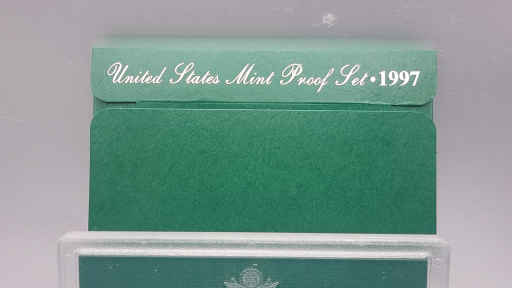 United States Mint Proof Set • 1997